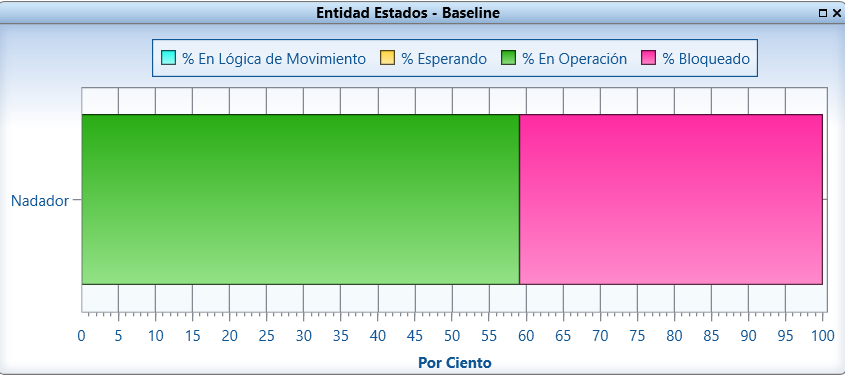 Entidad Estados - Baseline
% En Lógica de Movimiento % Esperando % En Operación % Bloqueado
Nadador
0 5 10 15 20 25 30 35 40 45 50 55 60 65 70 75 80 85 90 95 100
Por Ciento